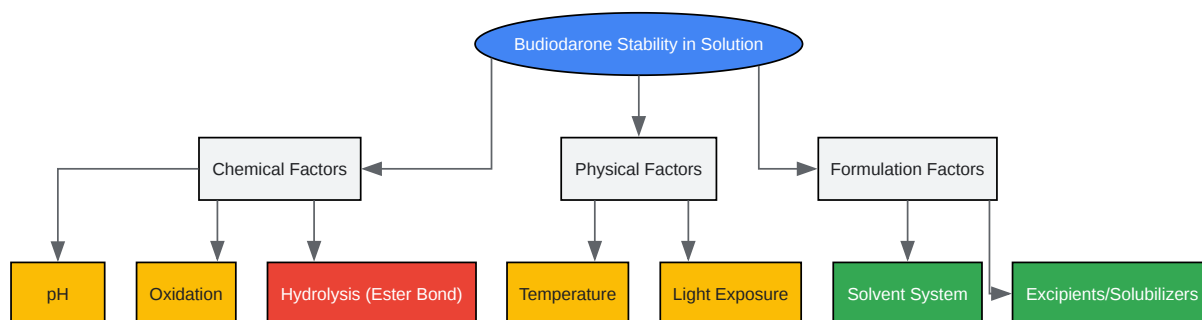 Budiodarone Stability in Solution
Chemical Factors
Physical Factors
Formulation Factors
pH
Oxidation
Hydrolysis (Ester Bond)
Temperature
Light Exposure
Solvent System
Excipients/Solubilizers